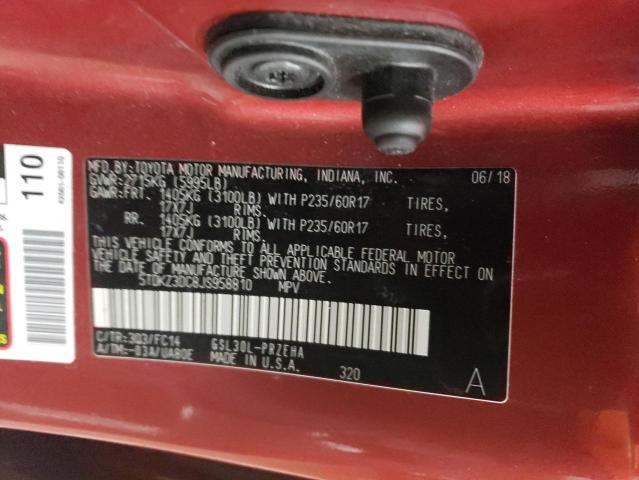 MFD.BY:TOYOTA MOTOR MANUFACTURING, INDIANA, INC. 06/18
GVWR:2715KG (5995LB)
GAWR:FRT. 1405KG (3100LB) WITH P235/60R17 TIRES,
17X7J RIMS.
RR. 1405KG (3100LB) WITH P235/60R17 TIRES,
17X7J RIMS.
THIS VEHICLE CONFORMS TO ALL APPLICABLE FEDERAL MOTOR
VEHICLE SAFETY AND THEFT PREVENTION STANDARDS IN EFFECT
ON THE DATE OF MANUFACTURE SHOWN ABOVE.
5TDKZ3DC8JS958810 MPV
C/TR:3Q3/FC14 GSL30L-PRZEHA
A/TM:-03A/UA80E MADE IN U.S.A.
320 A
110